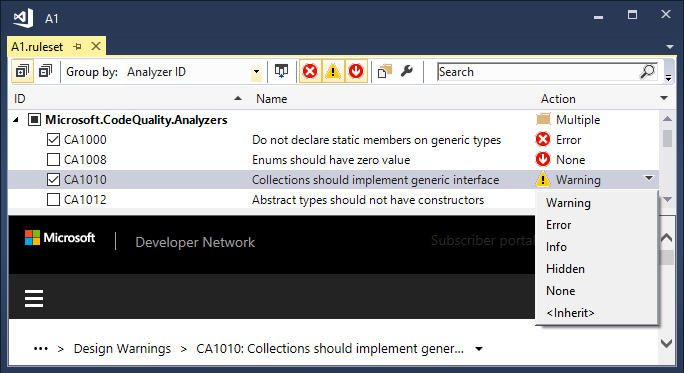 A1
A1.ruleset
Group by: Analyzer ID
Search
ID Name Action
Microsoft.CodeQuality.Analyzers Multiple
CA1000 Do not declare static members on generic types Error
CA1008 Enums should have zero value None
CA1010 Collections should implement generic interface Warning
CA1012 Abstract types should not have constructors
Warning
Error
Info
Hidden
None
<Inherit>
Microsoft Developer Network Subscriber portal
••• > Design Warnings > CA1010: Collections should implement gener...